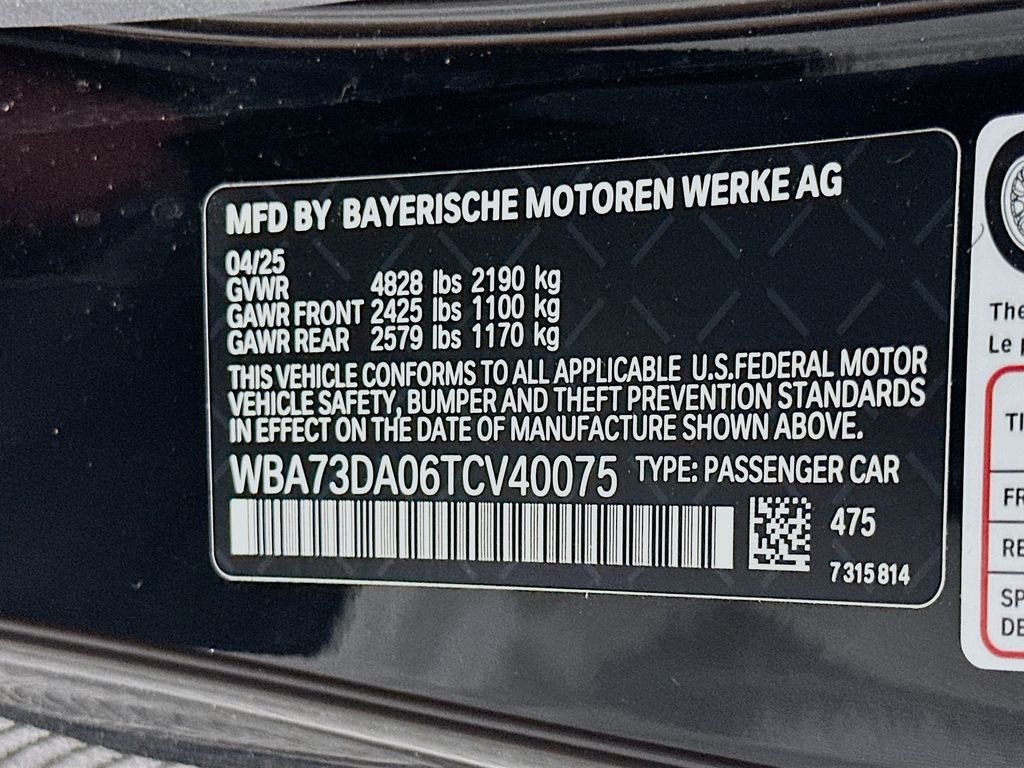 MFD BY BAYERISCHE MOTOREN WERKE AG
04/25
GVWR 4828 lbs 2190 kg
GAWR FRONT 2425 lbs 1100 kg
GAWR REAR 2579 lbs 1170 kg
THIS VEHICLE CONFORMS TO ALL APPLICABLE U.S.FEDERAL MOTOR
VEHICLE SAFETY, BUMPER AND THEFT PREVENTION STANDARDS
IN EFFECT ON THE DATE OF MANUFACTURE SHOWN ABOVE.
WBA73DA06TCV40075 TYPE: PASSENGER CAR
475
7315814
The
Le p
TI
FR
RE
SP
DE